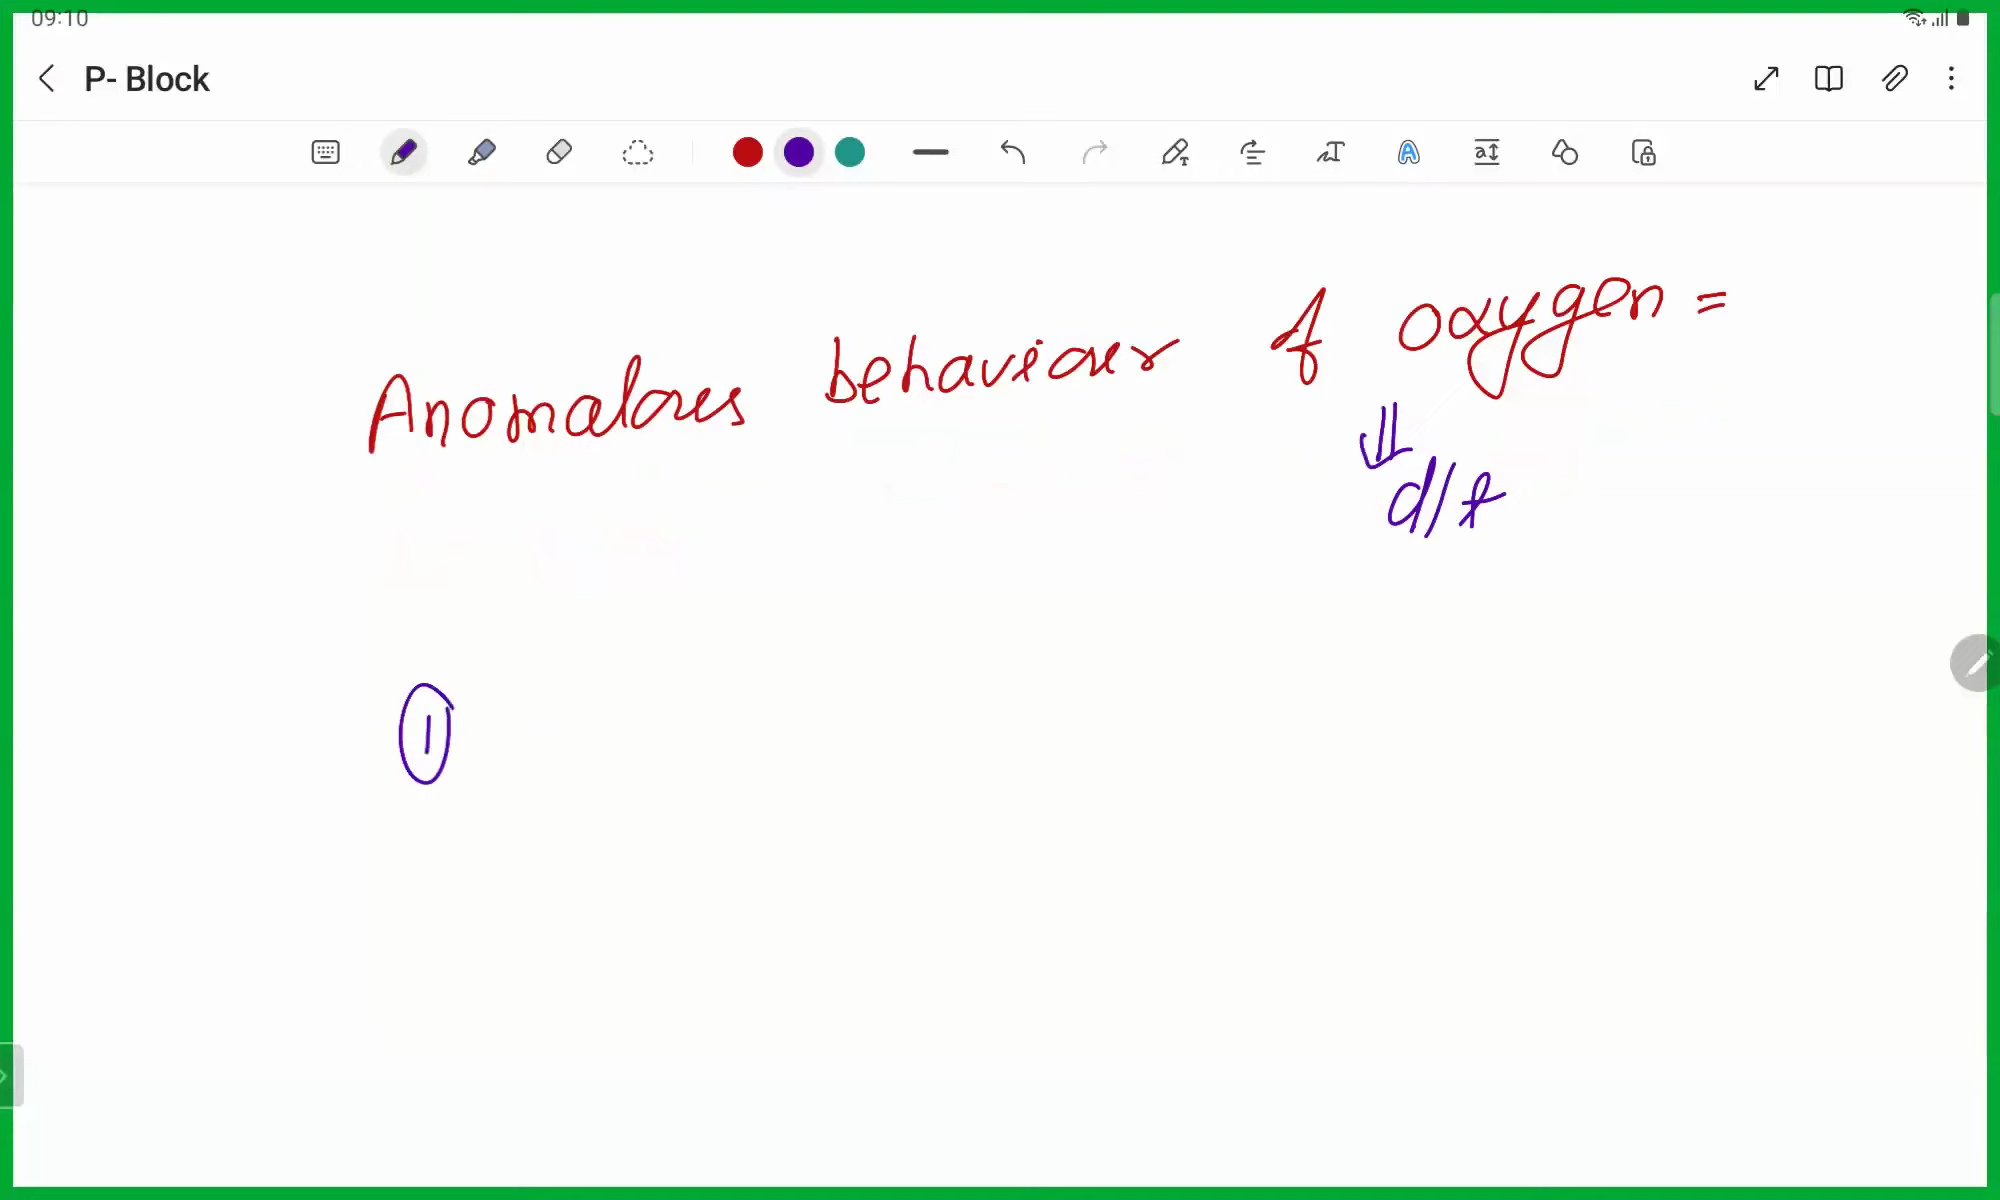 09:10
P- Block
Anomalous behaviour of oxygen =
d/f
1